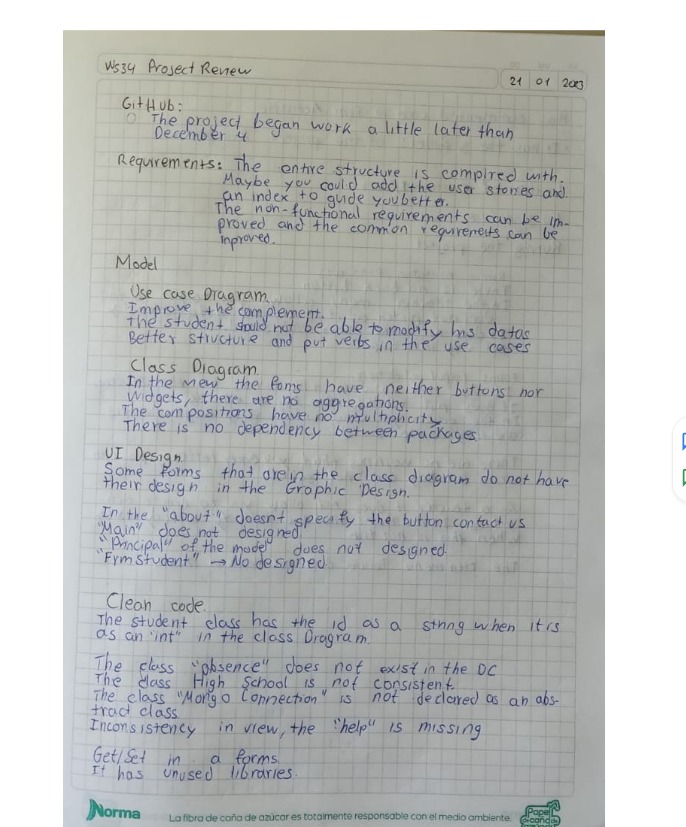 WS34 Project Review
21 01 2023
GitHub:
○ The project began work a little later than
December 4
Requirements: The entire structure is complied with.
Maybe you could add the user stories and
an index to guide you better.
The non-functional requirements can be im-
proved and the common requirements can be
inproved.
Model
Use case Diagram
Improve the complement.
The student should not be able to modify his datas
Better structure and put verbs in the use cases
Class Diagram
In the view the foms have neither buttons nor
widgets, there are no aggregations.
The compositions have no multiplicity
There is no dependency between packages
UI Design
Some forms that are in the class diagram do not have
their design in the Graphic Design.
In the "about" doesnt specify the button contact us
"Main" does not designed
"Principal" of the model does not designed.
"FrmStudent" → No designed
Clean code
The student class has the id as a string when it is
as an "int" in the class Diagram
The class "absence" does not exist in the DC
The class High School is not consistent.
The class "Mongo Connection" is not declared as an abs-
tract class
Inconsistency in view, the "help" is missing
Get/Set in a forms.
It has unused libraries.
Norma
La fibra de caña de azúcar es totalmente responsable con el medio ambiente.
Papel
de caña de